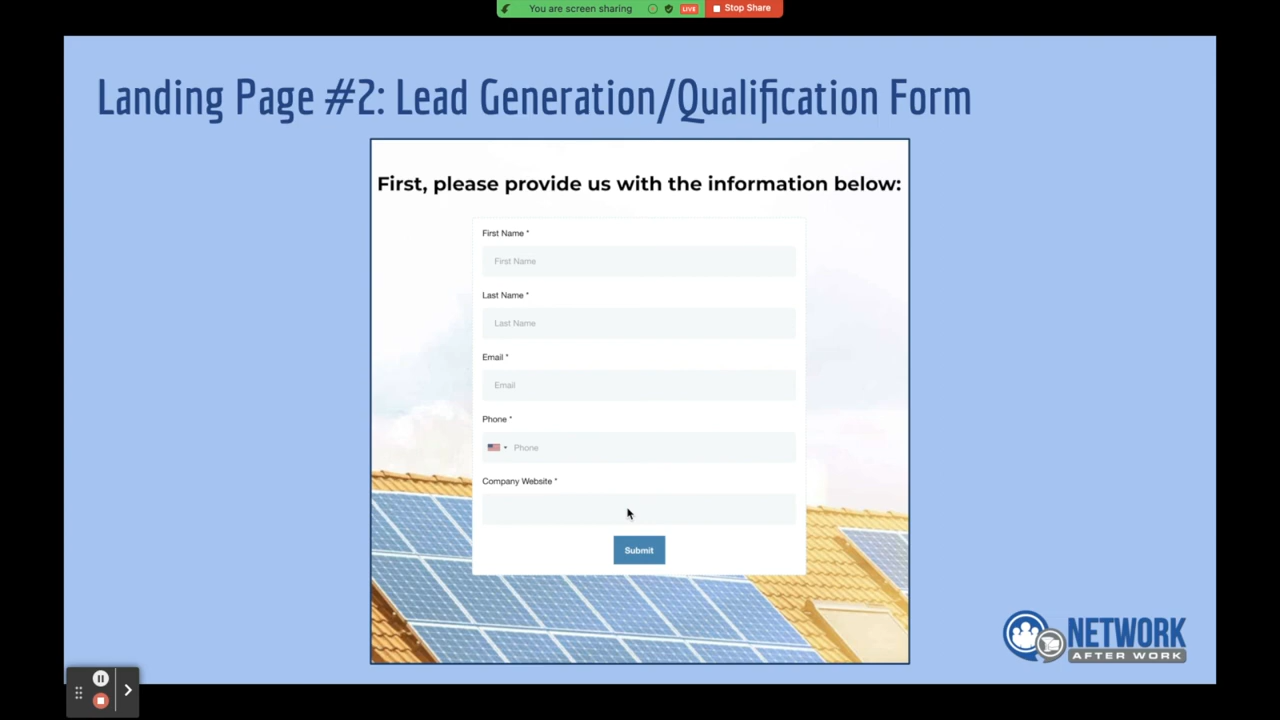 You are screen sharing LIVE Stop Share
Landing Page #2: Lead Generation/Qualification Form
First, please provide us with the information below:
First Name *
First Name
Last Name *
Last Name
Email *
Email
Phone *
Phone
Company Website *
Submit
NETWORK
AFTER WORK